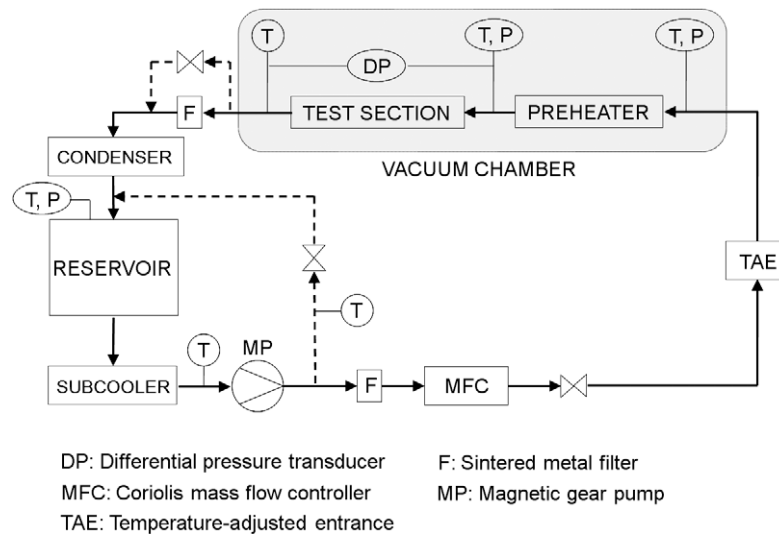 T
T, P
T, P
DP
F
TEST SECTION
PREHEATER
CONDENSER
VACUUM CHAMBER
T, P
RESERVOIR
TAE
T
T
MP
SUBCOOLER
F
MFC
DP: Differential pressure transducer
F: Sintered metal filter
MFC: Coriolis mass flow controller
MP: Magnetic gear pump
TAE: Temperature-adjusted entrance